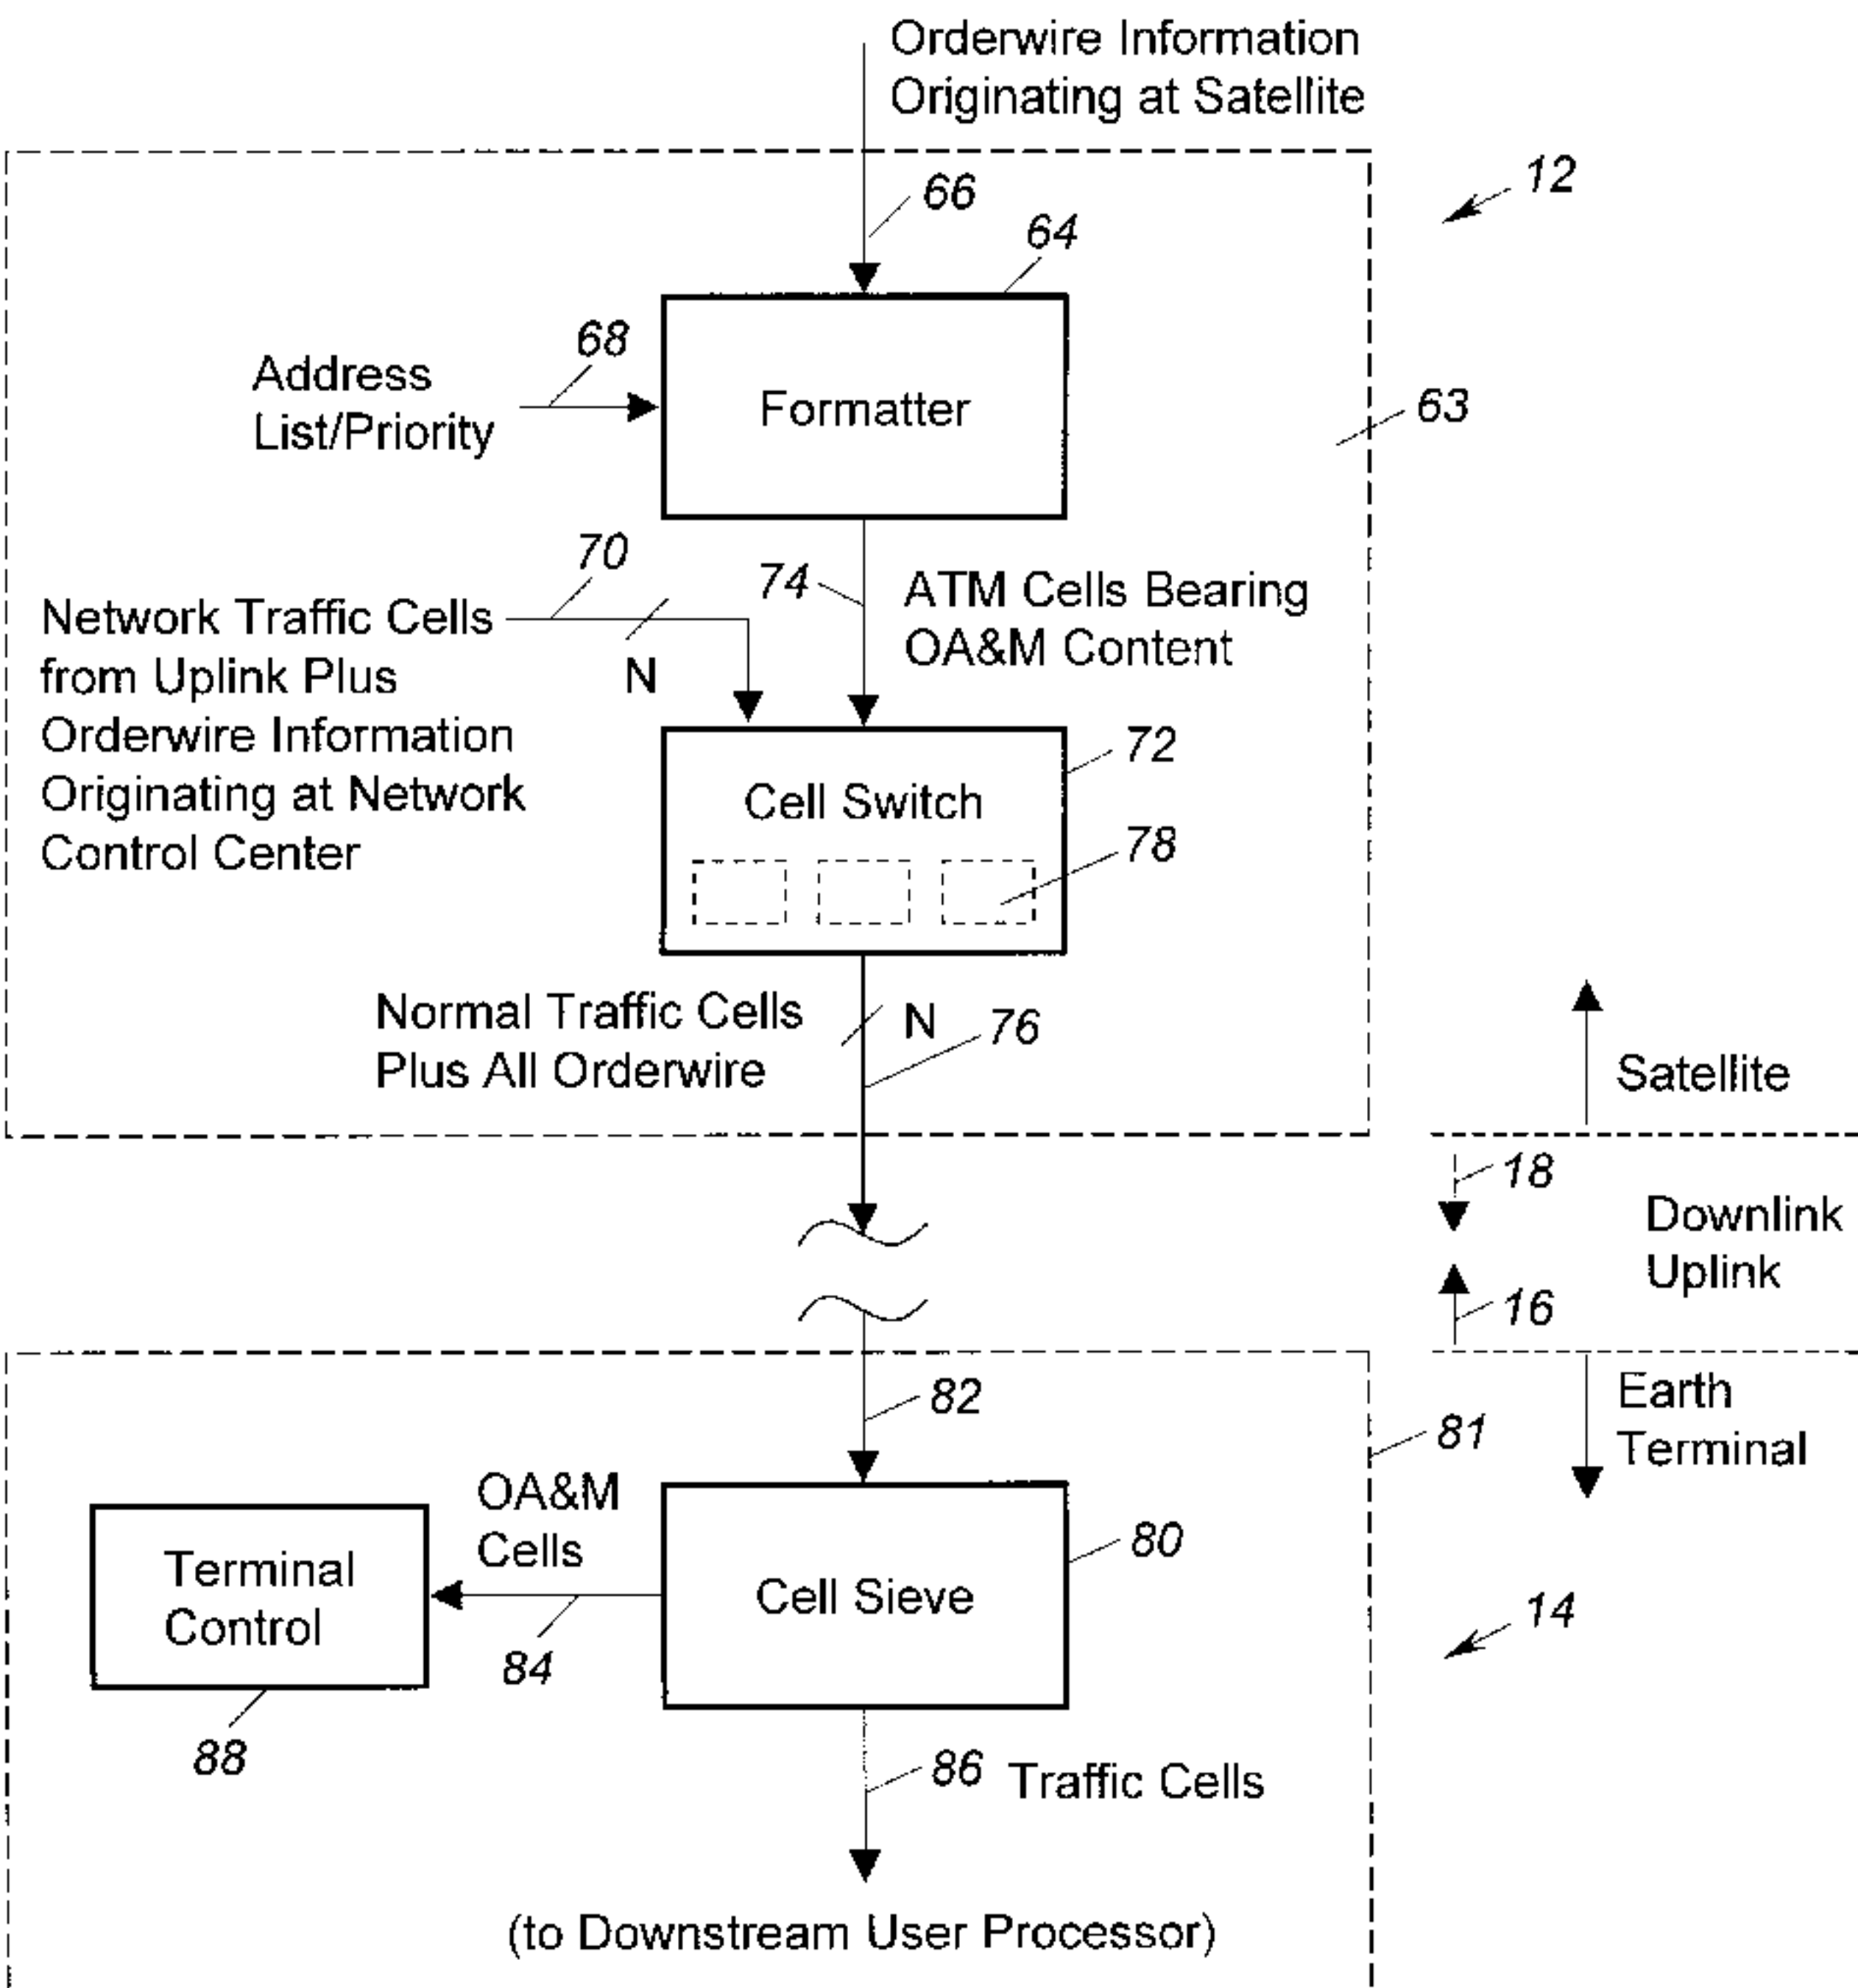 Orderwire Information
Originating at Satellite
12
66
64
68
Address
List/Priority
Formatter
63
70
74
ATM Cells Bearing
OA&M Content
Network Traffic Cells
from Uplink Plus
Orderwire Information
Originating at Network
Control Center
N
72
Cell Switch
78
Normal Traffic Cells
Plus All Orderwire
N
76
Satellite
18
Downlink
Uplink
16
82
Earth
Terminal
81
OA&M
Cells
80
Terminal
Control
Cell Sieve
14
84
88
86
Traffic Cells
(to Downstream User Processor)